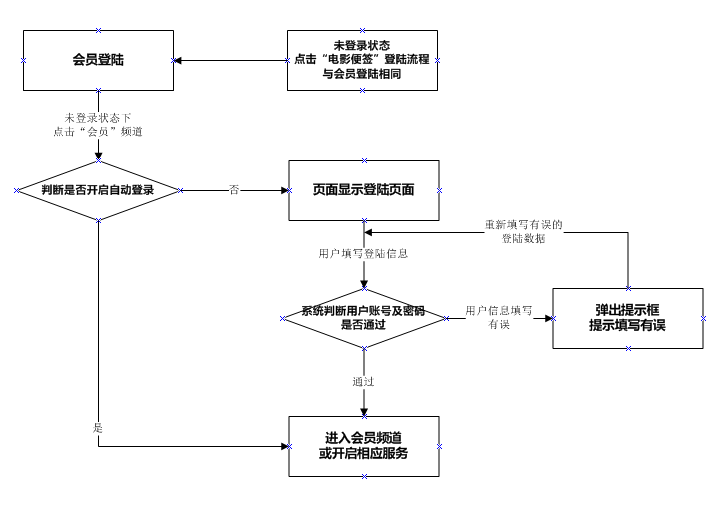 会员登陆
未登录状态
点击“电影便签”登陆流程
与会员登陆相同
未登录状态下
点击“会员”频道
判断是否开启自动登录
否
页面显示登陆页面
重新填写有误的
登陆数据
用户填写登陆信息
系统判断用户账号及密码
是否通过
用户信息填写
有误
弹出提示框
提示填写有误
通过
是
进入会员频道
或开启相应服务